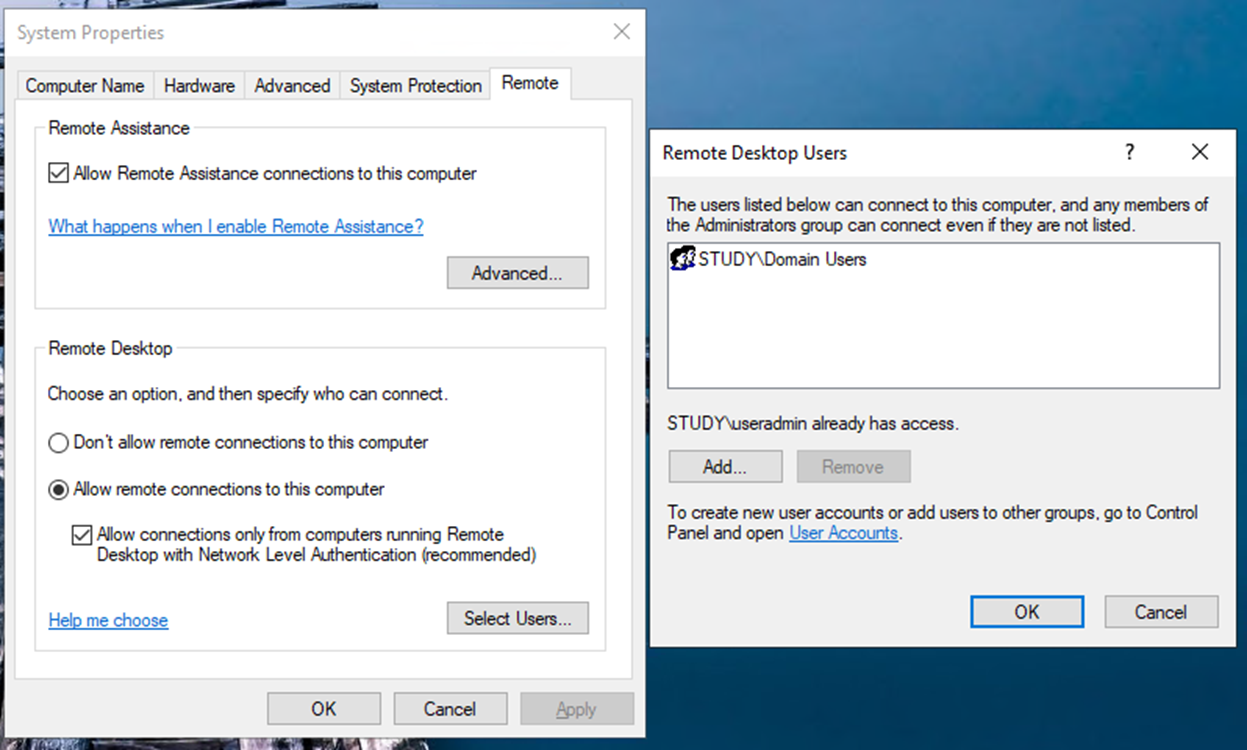 System Properties
Computer Name
Hardware
Advanced
System Protection
Remote
Remote Assistance
Allow Remote Assistance connections to this computer
What happens when I enable Remote Assistance?
Advanced...
Remote Desktop
Choose an option, and then specify who can connect.
Don't allow remote connections to this computer
Allow remote connections to this computer
Allow connections only from computers running Remote
Desktop with Network Level Authentication (recommended)
Help me choose
Select Users...
OK
Cancel
Apply
Remote Desktop Users
?
The users listed below can connect to this computer, and any members of
the Administrators group can connect even if they are not listed.
STUDY\Domain Users
STUDY\useradmin already has access.
Add...
Remove
To create new user accounts or add users to other groups, go to Control
Panel and open User Accounts.
OK
Cancel